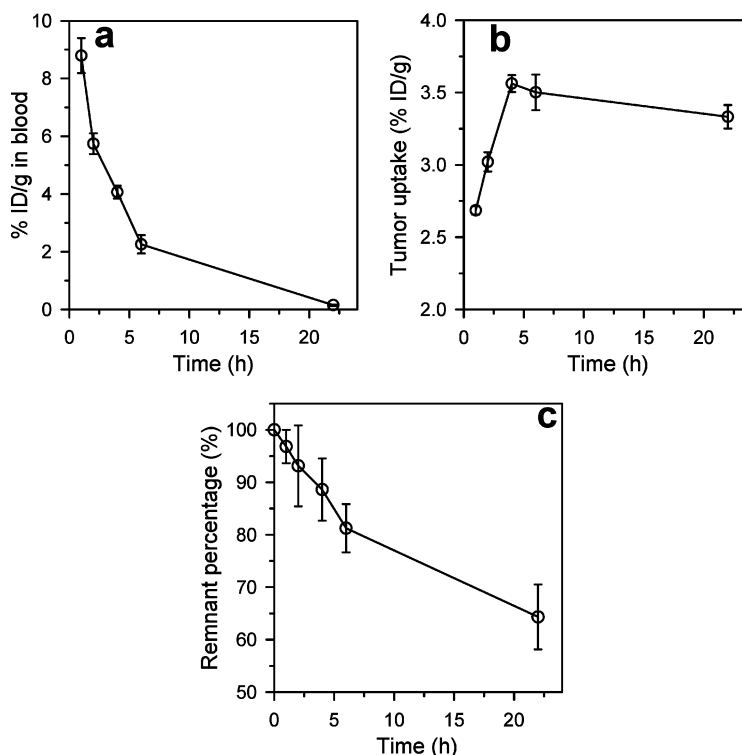 a
10
8
6
4
2
0
% ID/g in blood
0 5 10 15 20
Time (h)
b
4.0
3.5
3.0
2.5
2.0
Tumor uptake (% ID/g)
0 5 10 15 20
Time (h)
c
100
90
80
70
60
50
Remnant percentage (%)
0 5 10 15 20
Time (h)